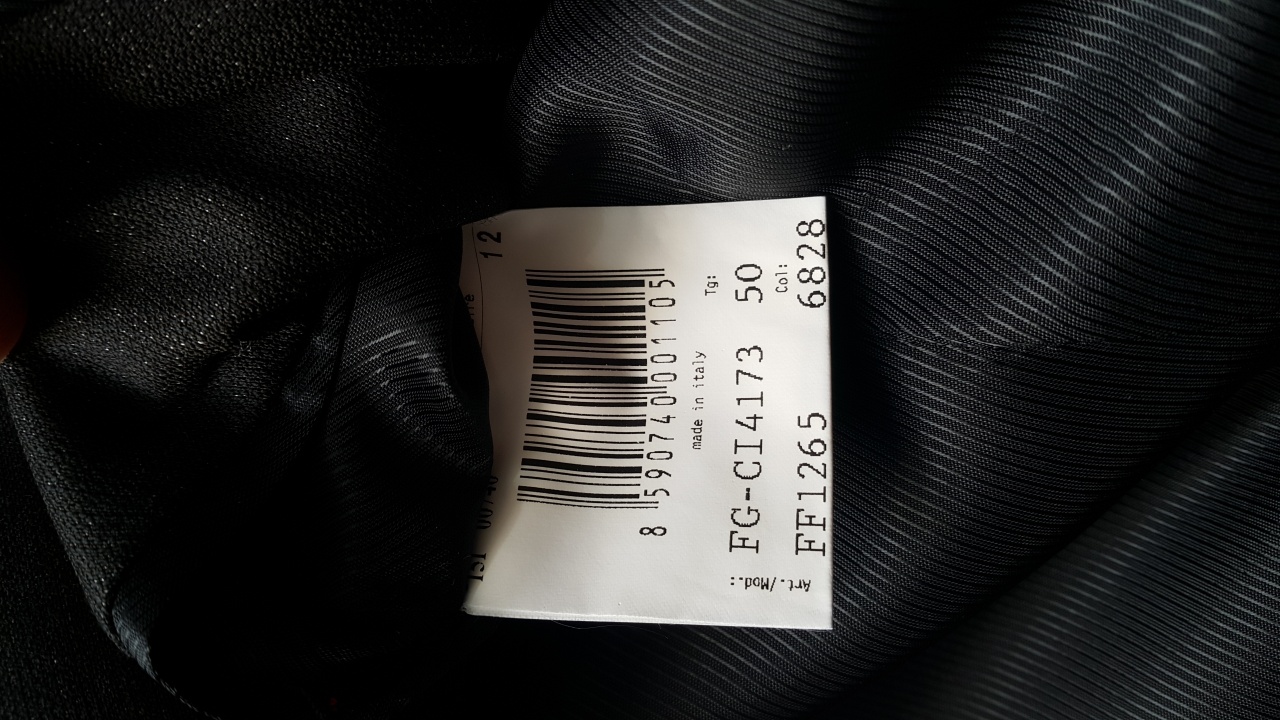 12
8 590740 001105
made in italy
Tg:
FG-CI4173 50
Col:
FF1265 6828
Art./Mod.::